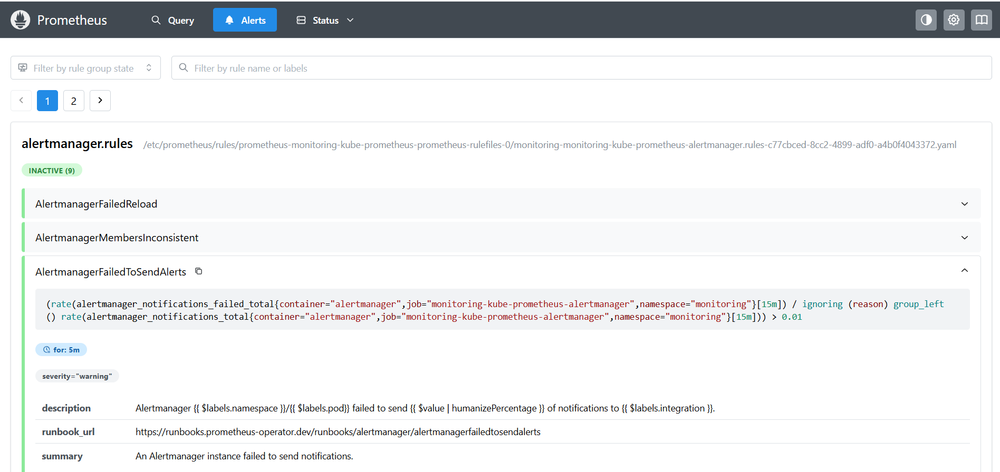 Prometheus
Query
Alerts
Status
Filter by rule group state
Filter by rule name or labels
1
2
alertmanager.rules /etc/prometheus/rules/prometheus-monitoring-kube-prometheus-prometheus-rulefiles-0/monitoring-monitoring-kube-prometheus-alertmanager.rules-c77cbced-8cc2-4899-adf0-a4b0f4043372.yaml
INACTIVE (9)
AlertmanagerFailedReload
AlertmanagerMembersInconsistent
AlertmanagerFailedToSendAlerts
(rate(alertmanager_notifications_failed_total{container="alertmanager",job="monitoring-kube-prometheus-alertmanager",namespace="monitoring"}[15m]) / ignoring (reason) group_left
() rate(alertmanager_notifications_total{container="alertmanager",job="monitoring-kube-prometheus-alertmanager",namespace="monitoring"}[15m])) > 0.01
for: 5m
severity="warning"
description Alertmanager {{ $labels.namespace }}/{{ $labels.pod}} failed to send {{ $value | humanizePercentage }} of notifications to {{ $labels.integration }}.
runbook_url https://runbooks.prometheus-operator.dev/runbooks/alertmanager/alertmanagerfailedtosendalerts
summary An Alertmanager instance failed to send notifications.